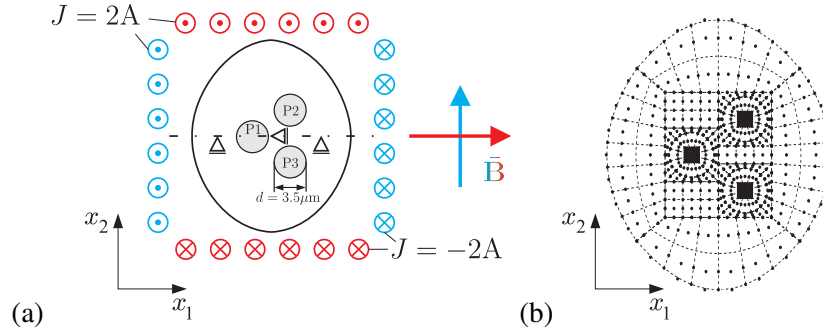 J = 2A
P1
P2
P3
d = 3.5μm
B̄
x₂
J = −2A
x₁
(a)
x₂
x₁
(b)